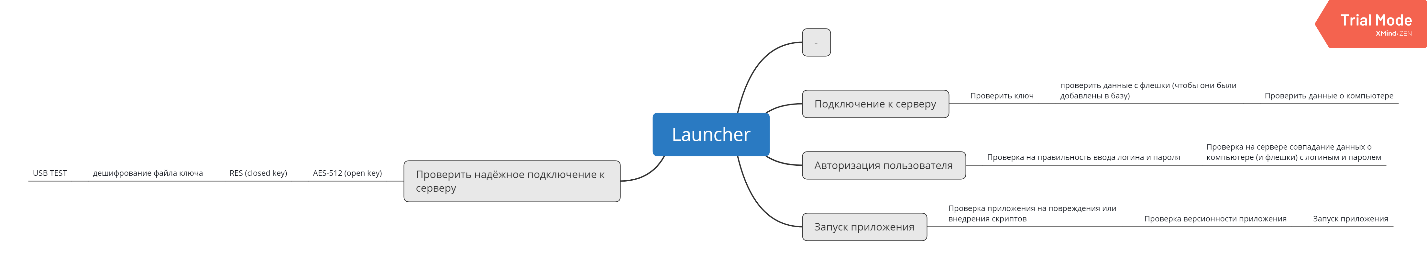 Trial Mode
XMind:ZEN
-
проверить данные с флешки (чтобы они были
Проверить ключ
добавлены в базу)
Проверить данные о компьютере
Подключение к серверу
Launcher
Проверка на сервере совпадание данных о
Авторизация пользователя
Проверка на правильность ввода логина и пароля
компьютере (и флешки) с логиным и паролем
USB TEST
дешифрование файла ключа
RES (closed key)
AES-512 (open key)
Проверить надёжное подключение к
серверу
Проверка приложения на повреждения или
внедрения скриптов
Проверка версионности приложения
Запуск приложения
Запуск приложения